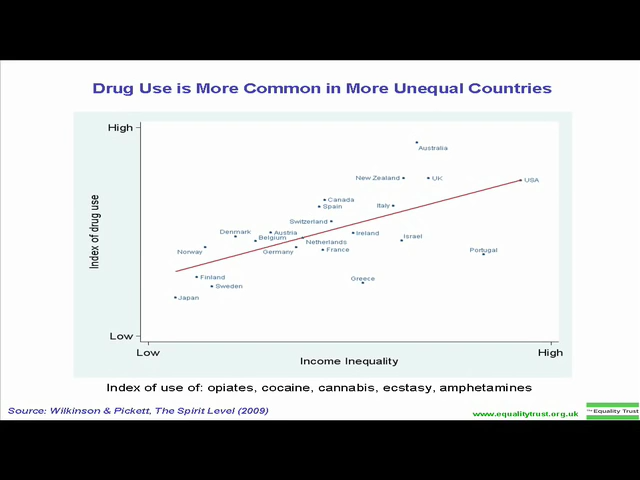 Drug Use is More Common in More Unequal Countries
High
Index of drug use
Low
Australia
New Zealand
UK
USA
Canada
Spain
Italy
Switzerland
Denmark
Austria
Ireland
Belgium
Netherlands
Israel
Norway
Germany
France
Portugal
Finland
Greece
Sweden
Japan
Low
High
Income Inequality
Index of use of: opiates, cocaine, cannabis, ecstasy, amphetamines
Source: Wilkinson & Pickett, The Spirit Level (2009)
www.equalitytrust.org.uk
The Equality Trust